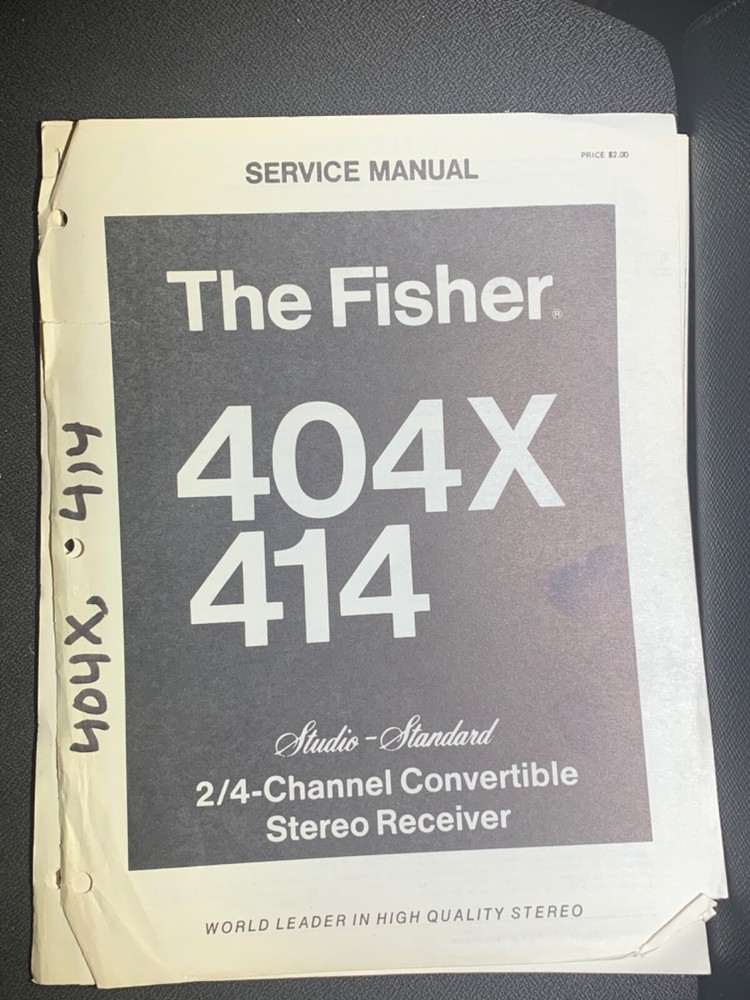 PRICE $2.00
SERVICE MANUAL
The Fisher®
404X
414
Studio-Standard
2/4-Channel Convertible
Stereo Receiver
WORLD LEADER IN HIGH QUALITY STEREO
404X, 414